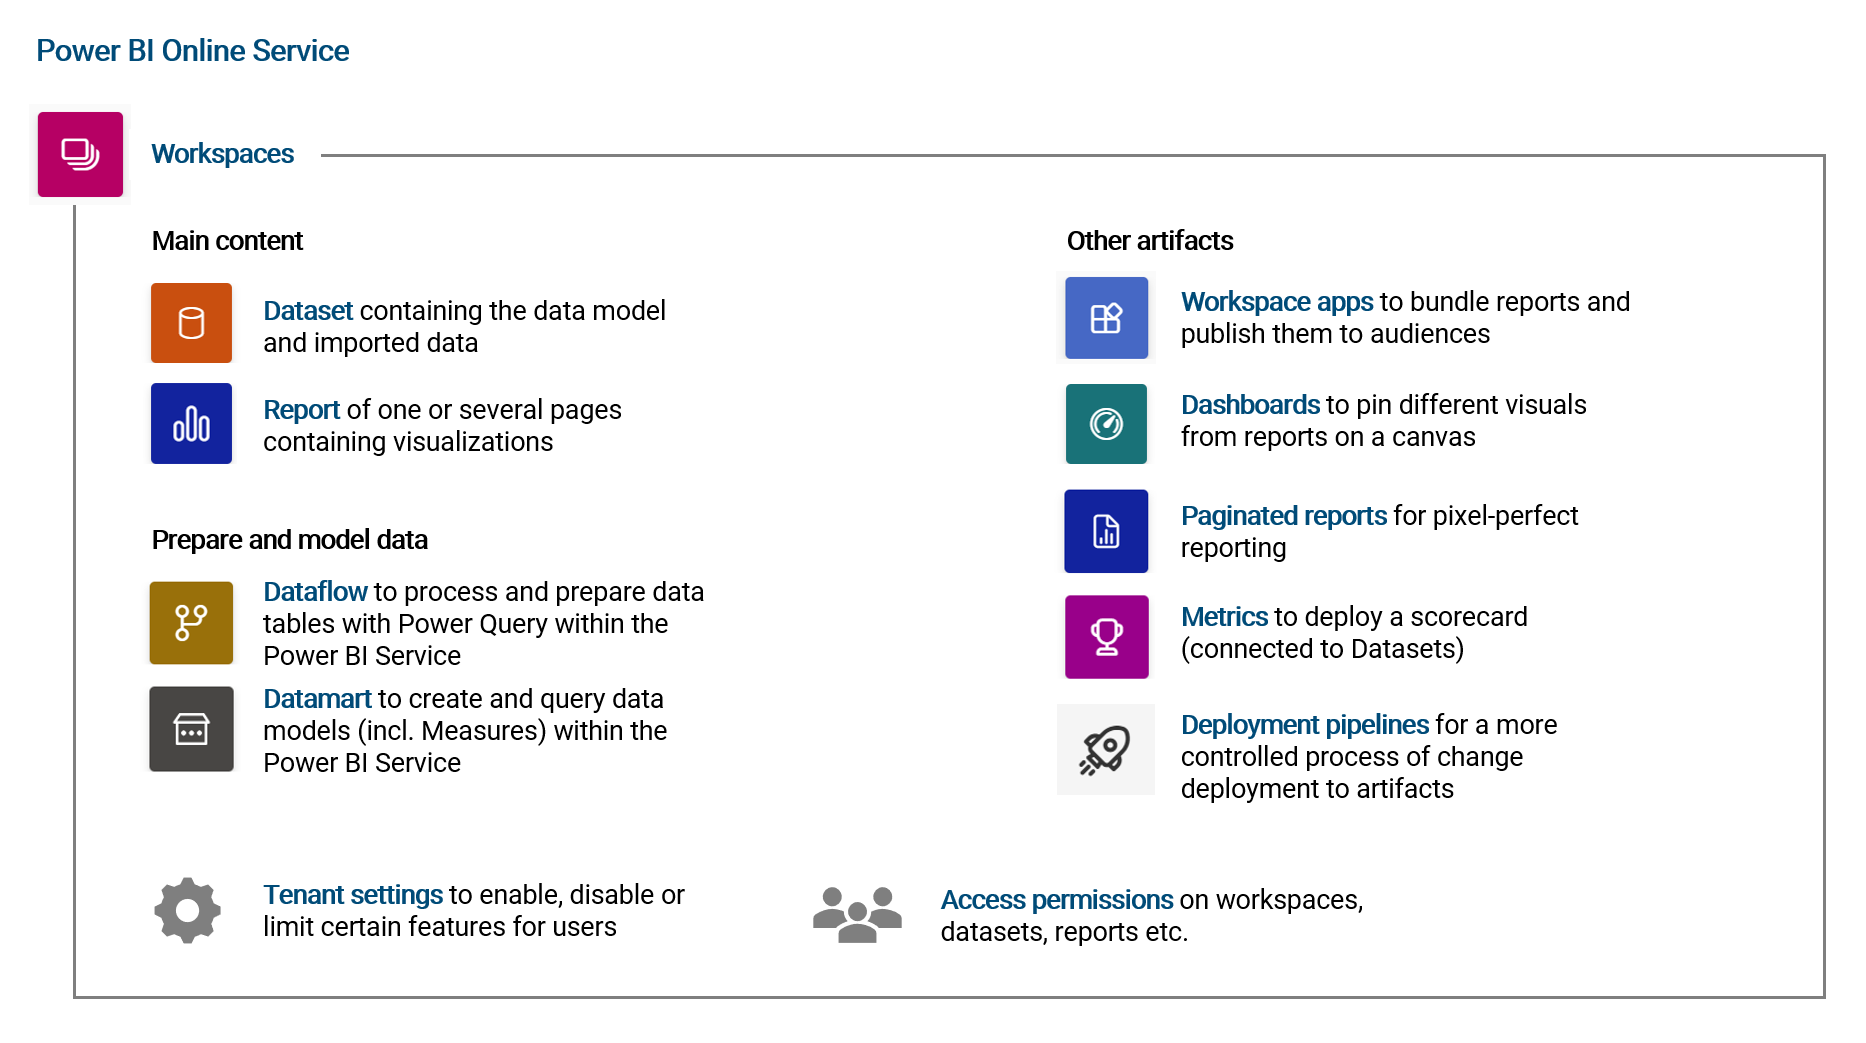 Power BI Online Service
Workspaces
Main content
Dataset containing the data model
and imported data
Report of one or several pages
containing visualizations
Prepare and model data
Dataflow to process and prepare data
tables with Power Query within the
Power BI Service
Datamart to create and query data
models (incl. Measures) within the
Power BI Service
Other artifacts
Workspace apps to bundle reports and
publish them to audiences
Dashboards to pin different visuals
from reports on a canvas
Paginated reports for pixel-perfect
reporting
Metrics to deploy a scorecard
(connected to Datasets)
Deployment pipelines for a more
controlled process of change
deployment to artifacts
Tenant settings to enable, disable or
limit certain features for users
Access permissions on workspaces,
datasets, reports etc.